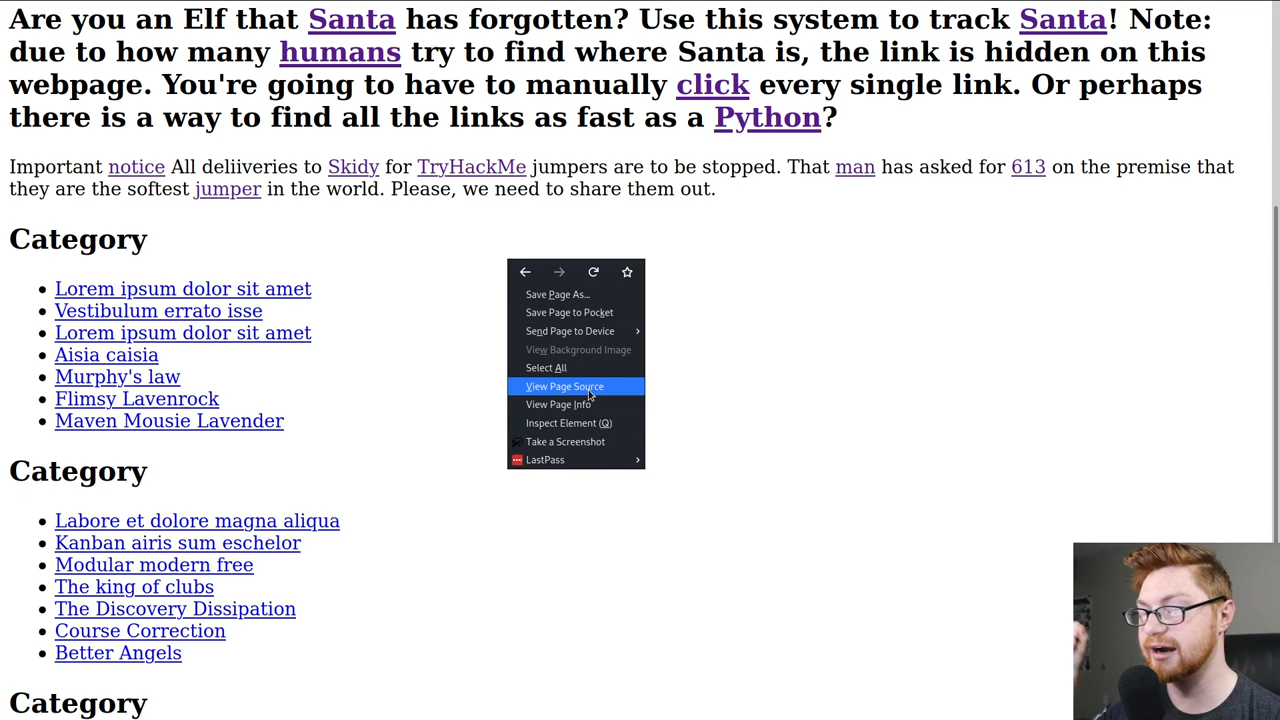 Are you an Elf that Santa has forgotten? Use this system to track Santa! Note:
due to how many humans try to find where Santa is, the link is hidden on this
webpage. You're going to have to manually click every single link. Or perhaps
there is a way to find all the links as fast as a Python?
Important notice All deliiveries to Skidy for TryHackMe jumpers are to be stopped. That man has asked for 613 on the premise that
they are the softest jumper in the world. Please, we need to share them out.
Category
Lorem ipsum dolor sit amet
Vestibulum errato isse
Lorem ipsum dolor sit amet
Aisia caisia
Murphy's law
Flimsy Lavenrock
Maven Mousie Lavender
Save Page As...
Save Page to Pocket
Send Page to Device
View Background Image
Select All
View Page Source
View Page Info
Inspect Element (Q)
Take a Screenshot
LastPass
Category
Labore et dolore magna aliqua
Kanban airis sum eschelor
Modular modern free
The king of clubs
The Discovery Dissipation
Course Correction
Better Angels
Category